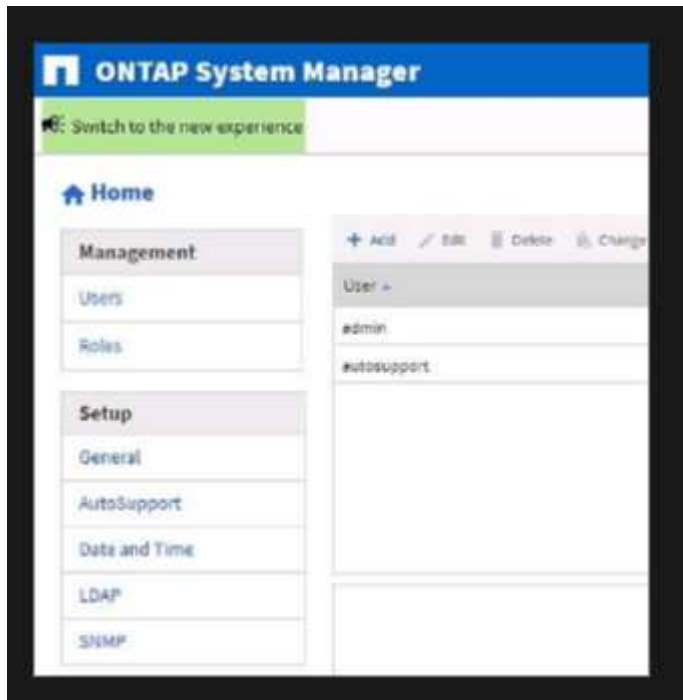 ONTAP System Manager
Switch to the new experience
Home
Management
Users
Roles
+ Add Edit Delete Change
User
admin
autosupport
Setup
General
AutoSupport
Date and Time
LDAP
SNMP